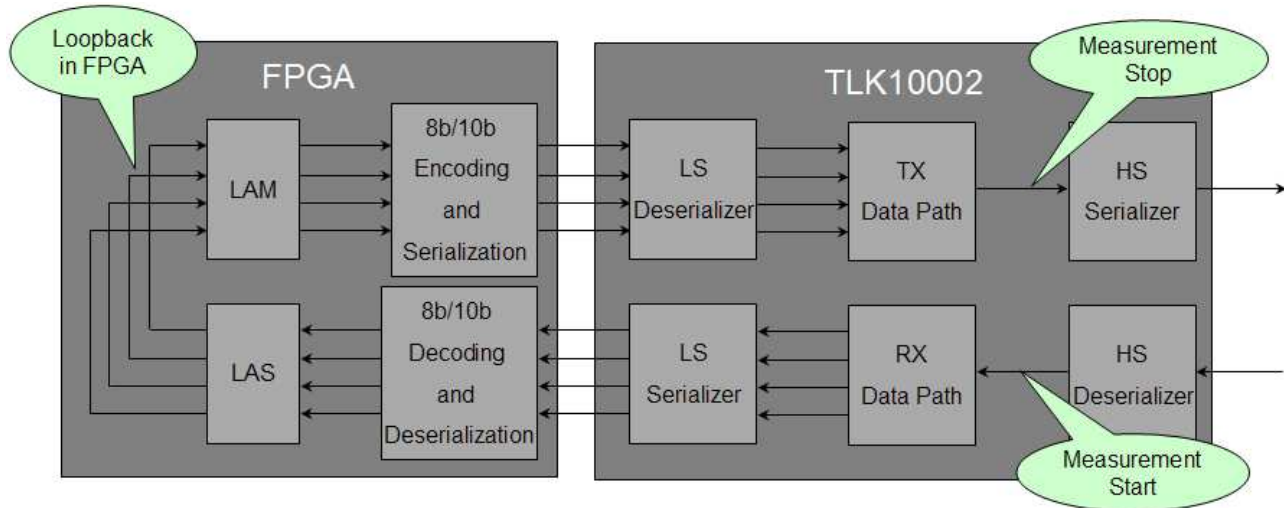 Loopback
in FPGA
FPGA
TLK10002
Measurement
Stop
LAM
8b/10b
Encoding
and
Serialization
LS
Deserializer
TX
Data Path
HS
Serializer
LAS
8b/10b
Decoding
and
Deserialization
LS
Serializer
RX
Data Path
HS
Deserializer
Measurement
Start